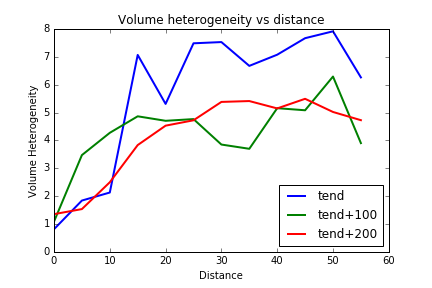 Volume heterogeneity vs distance
8
7
6
5
4
3
2
1
0
Volume Heterogeneity
0 10 20 30 40 50 60
Distance
tend
tend+100
tend+200